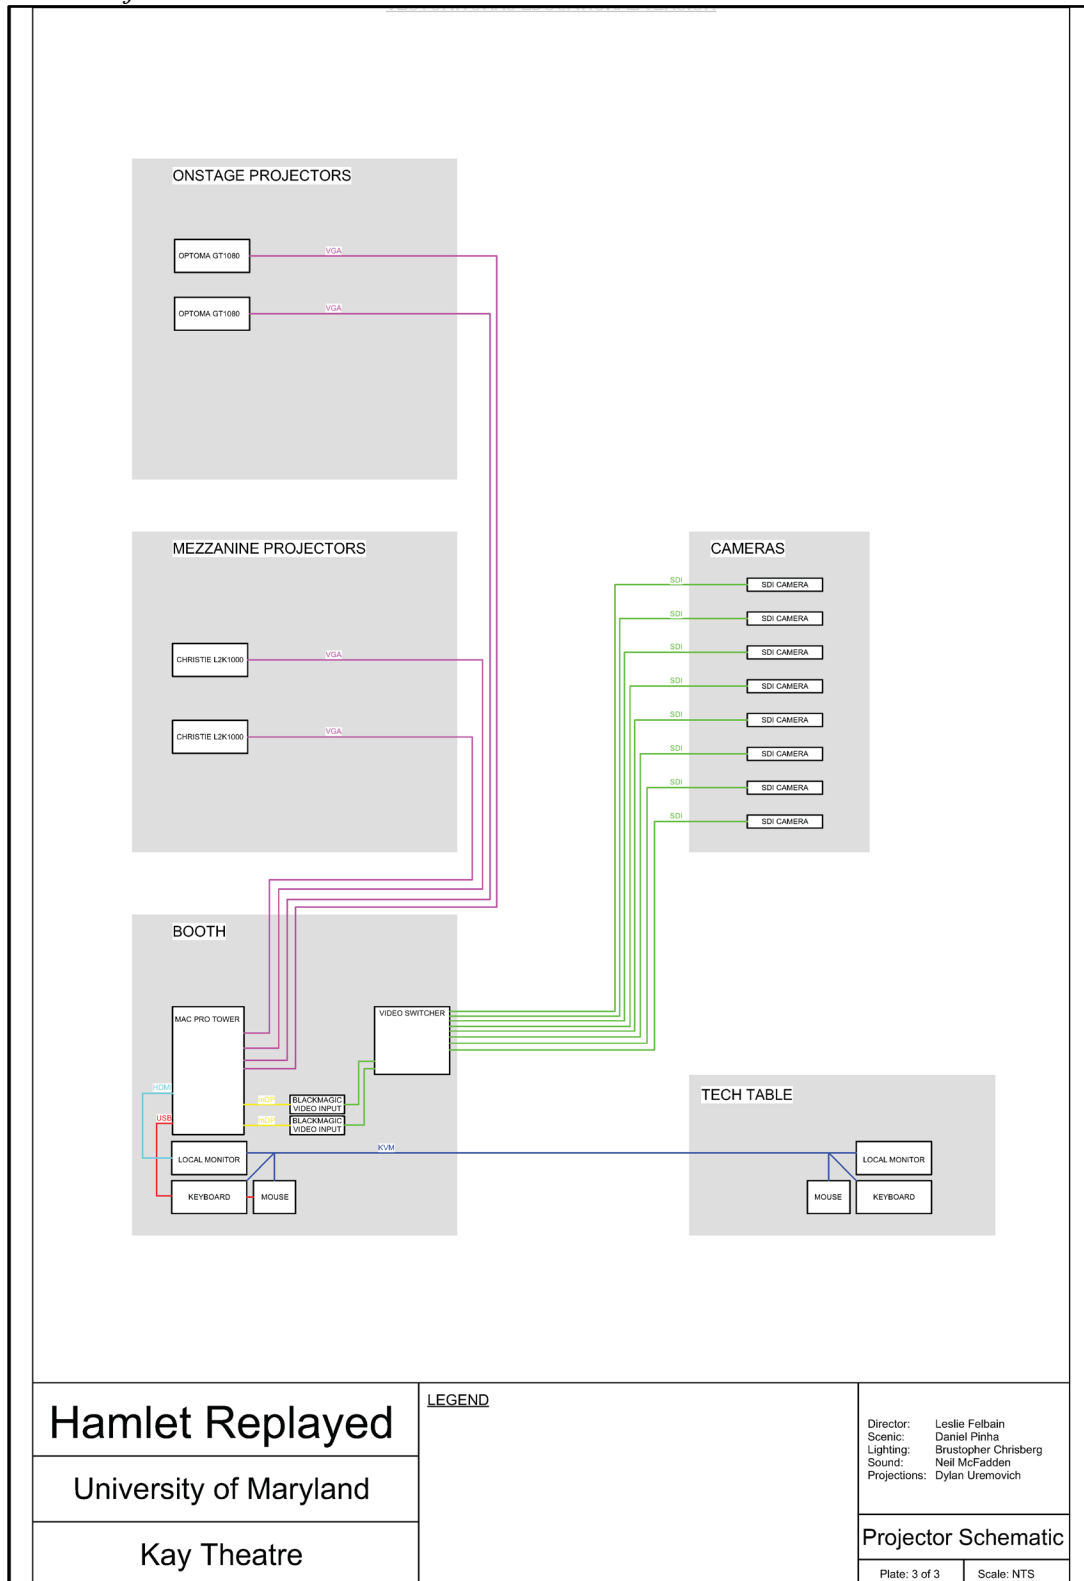 ONSTAGE PROJECTORS
OPTOMA GT1080
VGA
OPTOMA GT1080
VGA
MEZZANINE PROJECTORS
CHRISTIE L2K1000
VGA
CHRISTIE L2K1000
VGA
CAMERAS
SDI
SDI CAMERA
SDI
SDI CAMERA
SDI
SDI CAMERA
SDI
SDI CAMERA
SDI
SDI CAMERA
SDI
SDI CAMERA
SDI
SDI CAMERA
SDI
SDI CAMERA
BOOTH
MAC PRO TOWER
VIDEO SWITCHER
HDMI
USB
mDP
BLACKMAGIC
VIDEO INPUT
mDP
BLACKMAGIC
VIDEO INPUT
LOCAL MONITOR
KVM
KEYBOARD
MOUSE
TECH TABLE
LOCAL MONITOR
MOUSE
KEYBOARD
Hamlet Replayed
University of Maryland
Kay Theatre
LEGEND
Director: Leslie Felbain
Scenic: Daniel Pinha
Lighting: Brustopher Chrisberg
Sound: Neil McFadden
Projections: Dylan Uremovich
Projector Schematic
Plate: 3 of 3
Scale: NTS